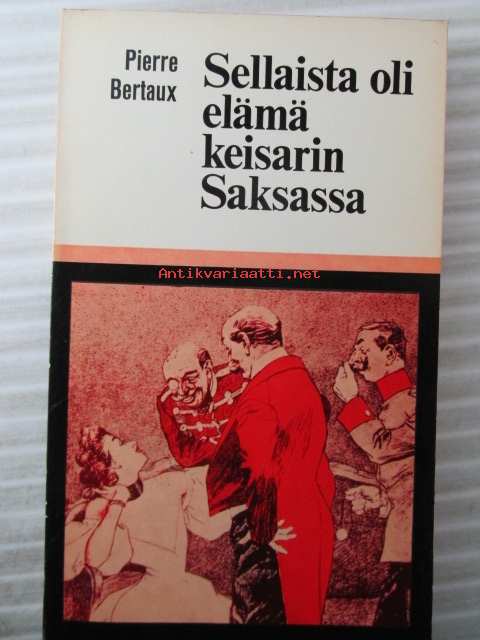 Pierre
Bertaux
Sellaista oli
elämä
keisarin
Saksassa
Antikvariaatti.net